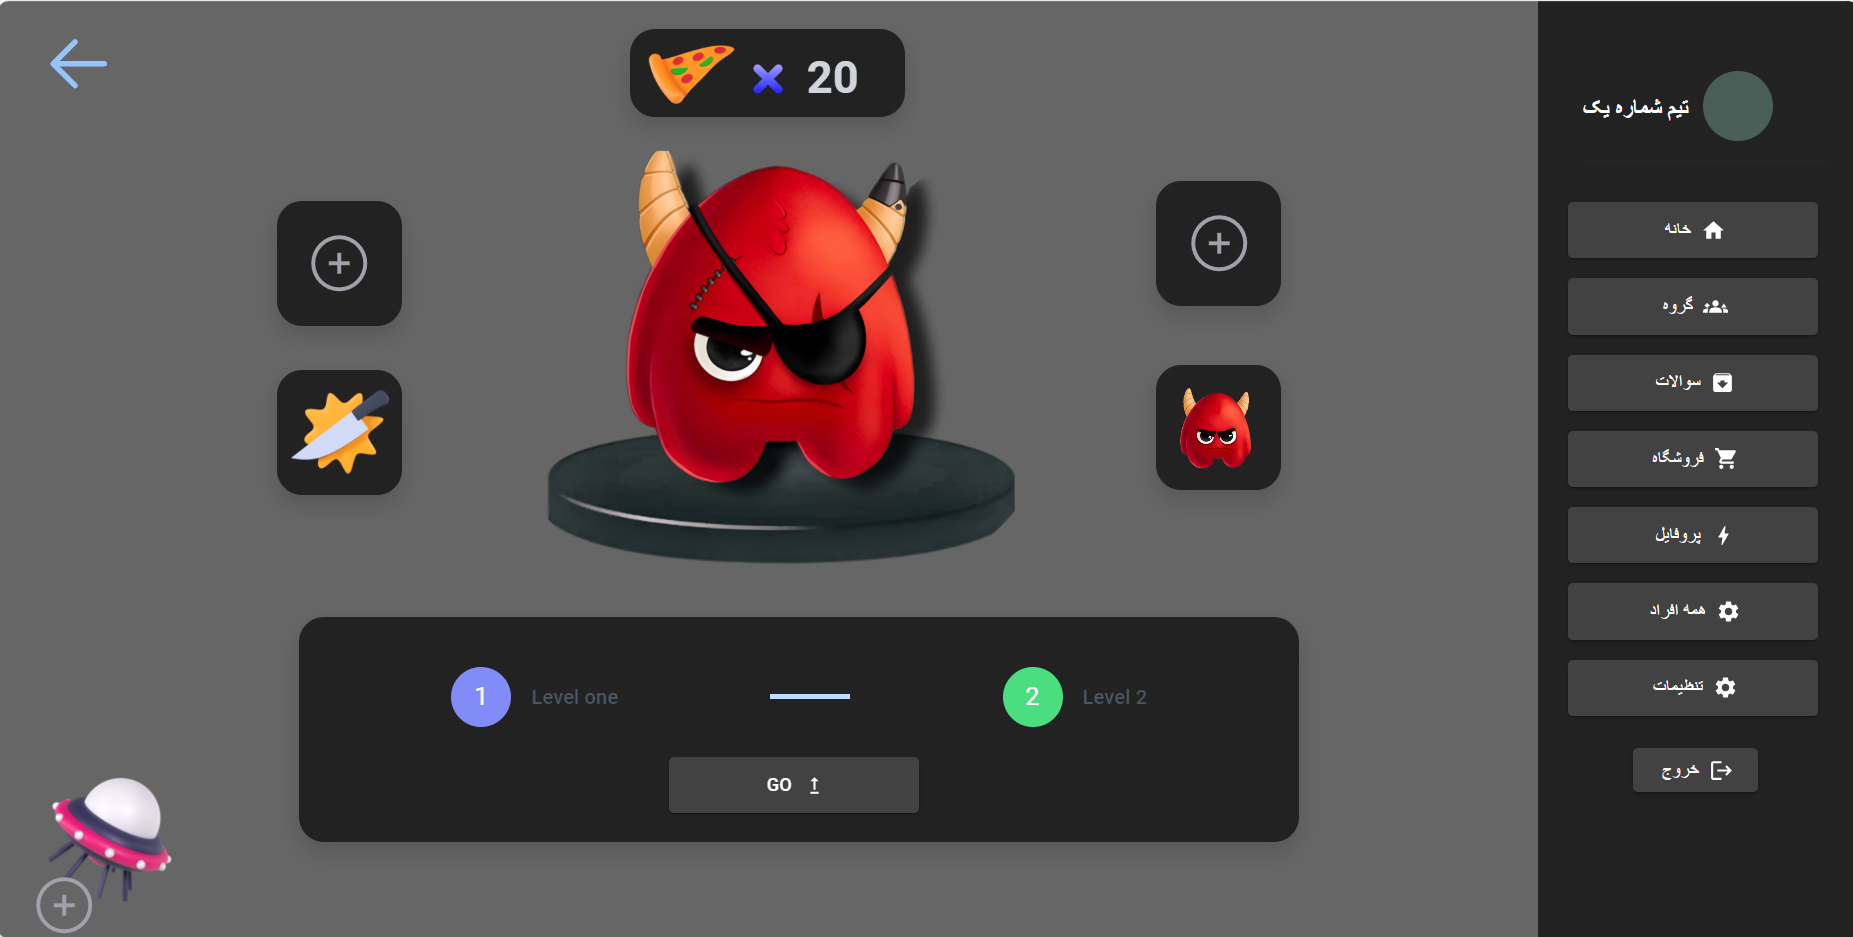 20
تیم شماره یک
خانه
گروه
سوالات
فروشگاه
پروفایل
همه افراد
تنظیمات
خروج
1 Level one
2 Level 2
GO